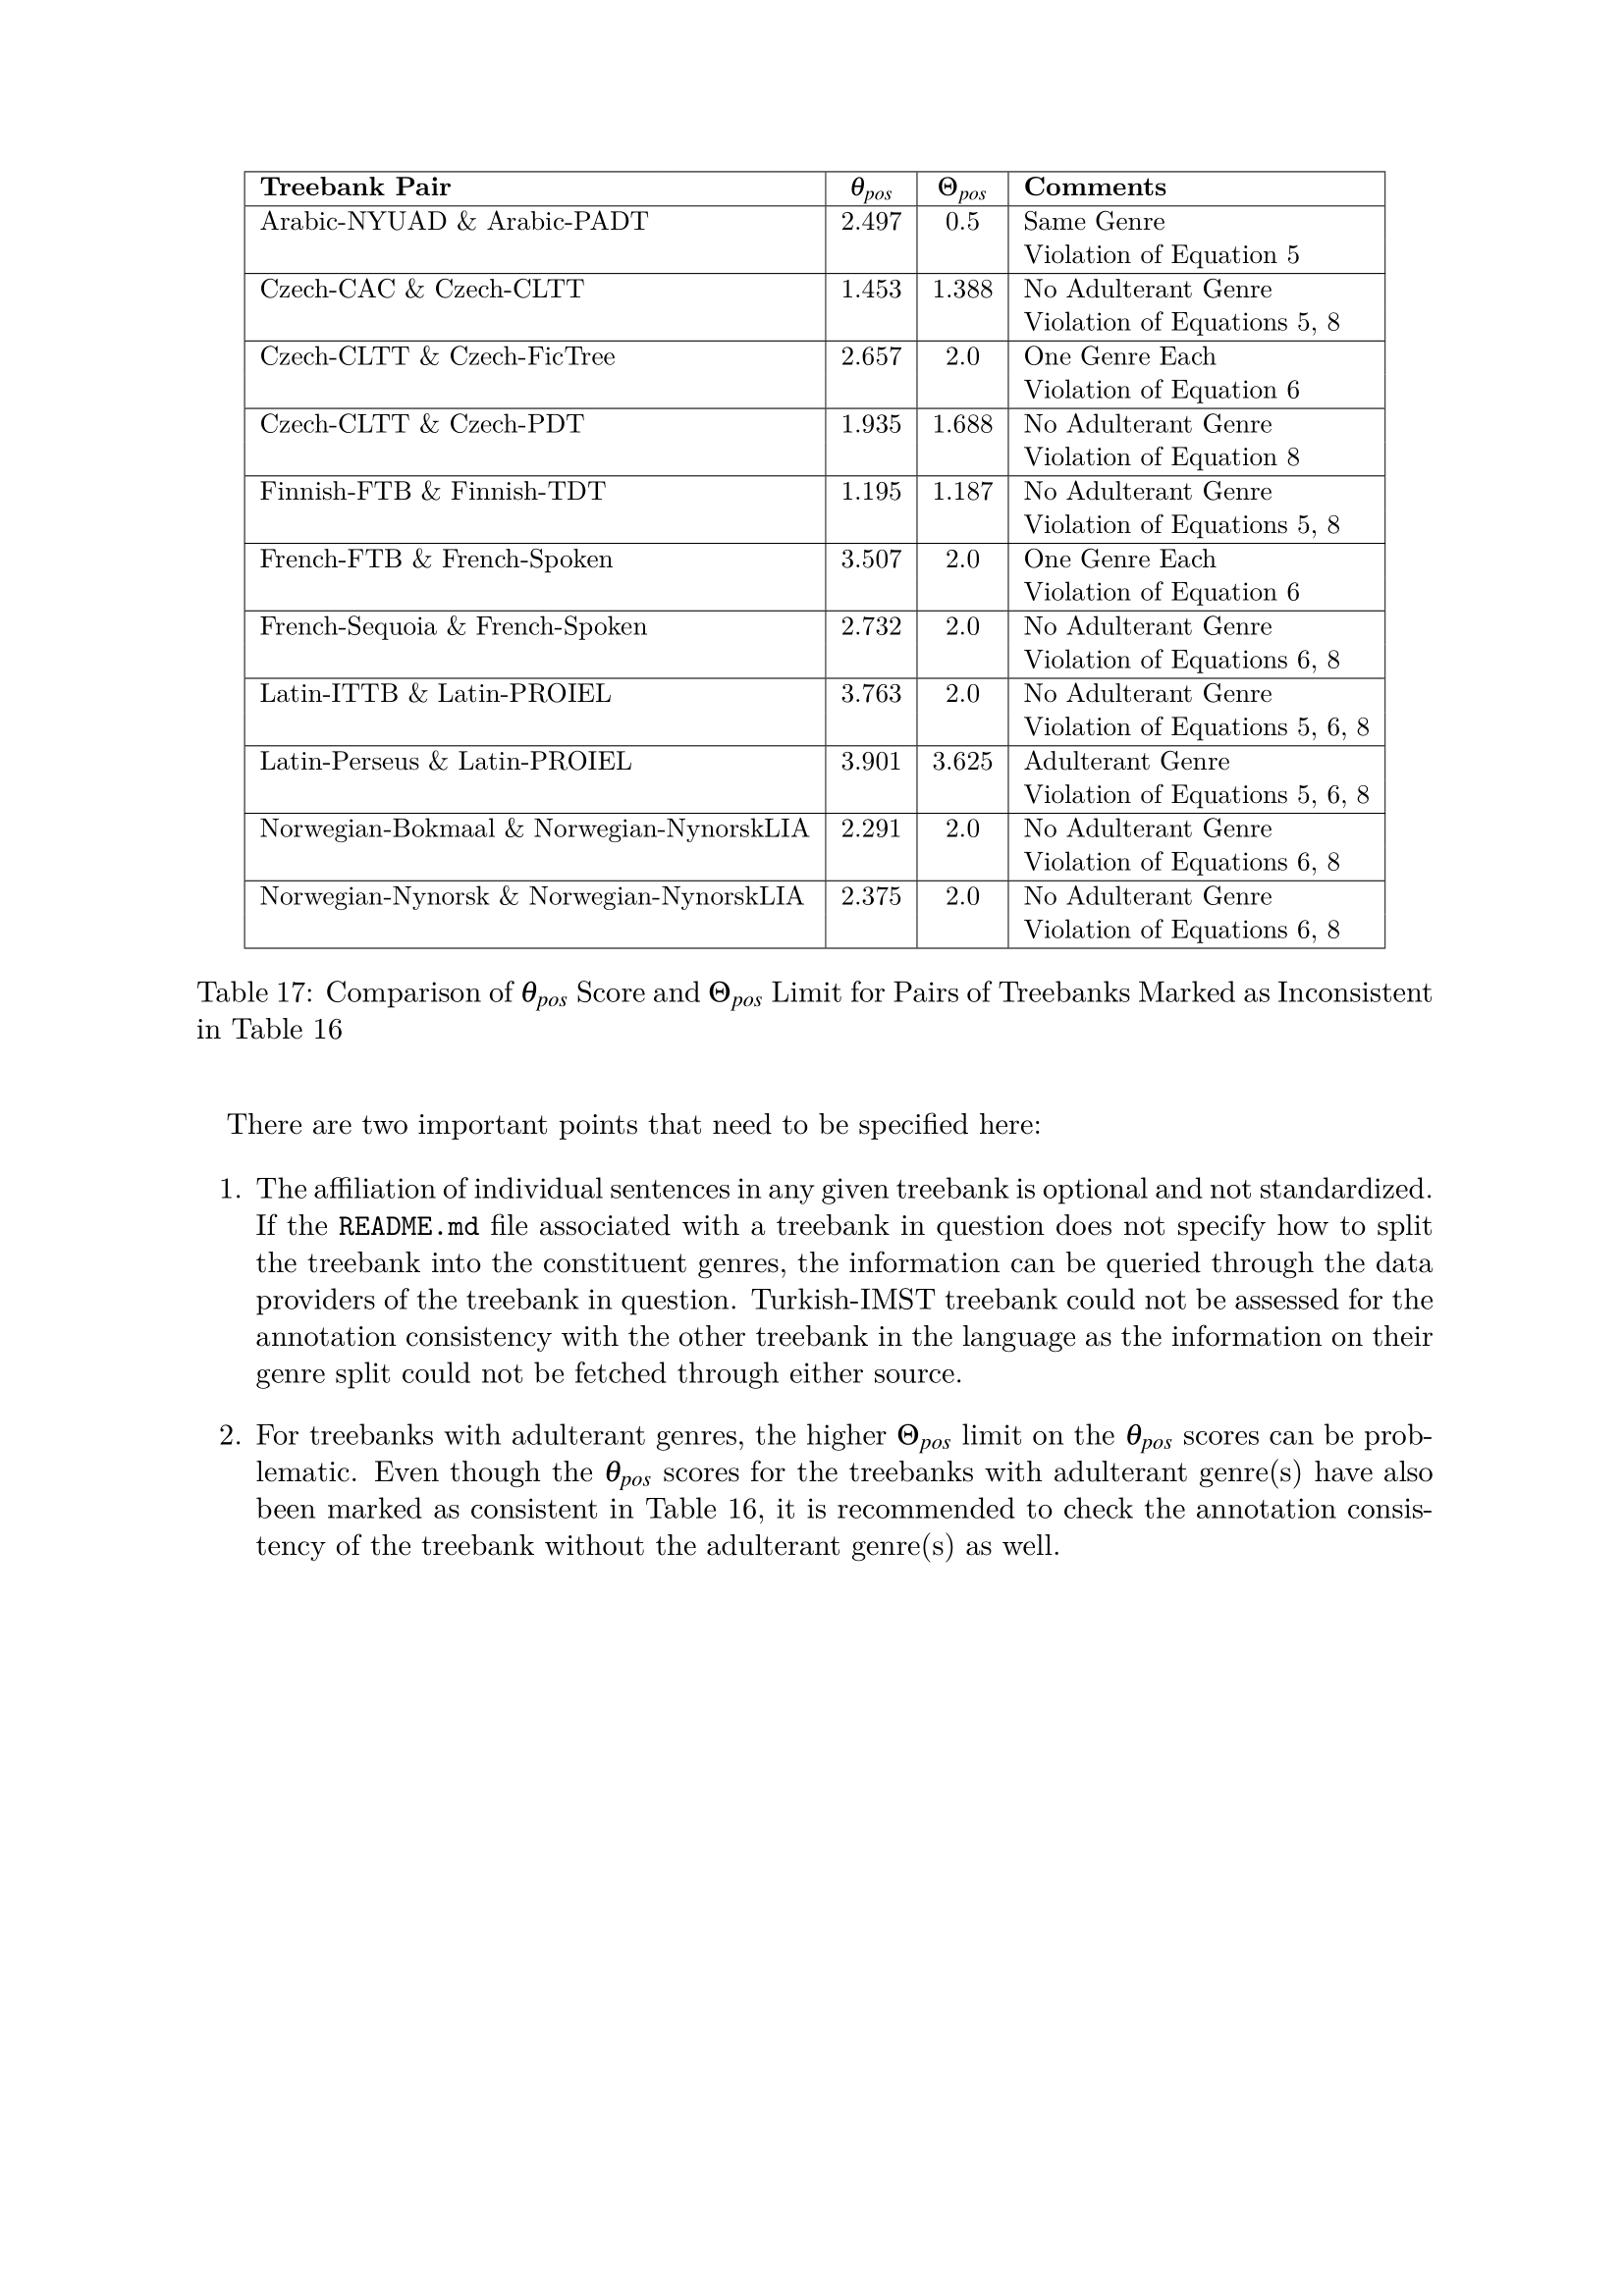 Treebank Pair θpos Θpos Comments
Arabic-NYUAD & Arabic-PADT 2.497 0.5 Same Genre
Violation of Equation 5
Czech-CAC & Czech-CLTT 1.453 1.388 No Adulterant Genre
Violation of Equations 5, 8
Czech-CLTT & Czech-FicTree 2.657 2.0 One Genre Each
Violation of Equation 6
Czech-CLTT & Czech-PDT 1.935 1.688 No Adulterant Genre
Violation of Equation 8
Finnish-FTB & Finnish-TDT 1.195 1.187 No Adulterant Genre
Violation of Equations 5, 8
French-FTB & French-Spoken 3.507 2.0 One Genre Each
Violation of Equation 6
French-Sequoia & French-Spoken 2.732 2.0 No Adulterant Genre
Violation of Equations 6, 8
Latin-ITTB & Latin-PROIEL 3.763 2.0 No Adulterant Genre
Violation of Equations 5, 6, 8
Latin-Perseus & Latin-PROIEL 3.901 3.625 Adulterant Genre
Violation of Equations 5, 6, 8
Norwegian-Bokmaal & Norwegian-NynorskLIA 2.291 2.0 No Adulterant Genre
Violation of Equations 6, 8
Norwegian-Nynorsk & Norwegian-NynorskLIA 2.375 2.0 No Adulterant Genre
Violation of Equations 6, 8
Table 17: Comparison of θpos Score and Θpos Limit for Pairs of Treebanks Marked as Inconsistent
in Table 16
There are two important points that need to be specified here:
1. The affiliation of individual sentences in any given treebank is optional and not standardized.
If the README.md file associated with a treebank in question does not specify how to split
the treebank into the constituent genres, the information can be queried through the data
providers of the treebank in question. Turkish-IMST treebank could not be assessed for the
annotation consistency with the other treebank in the language as the information on their
genre split could not be fetched through either source.
2. For treebanks with adulterant genres, the higher Θpos limit on the θpos scores can be prob-
lematic. Even though the θpos scores for the treebanks with adulterant genre(s) have also
been marked as consistent in Table 16, it is recommended to check the annotation consis-
tency of the treebank without the adulterant genre(s) as well.